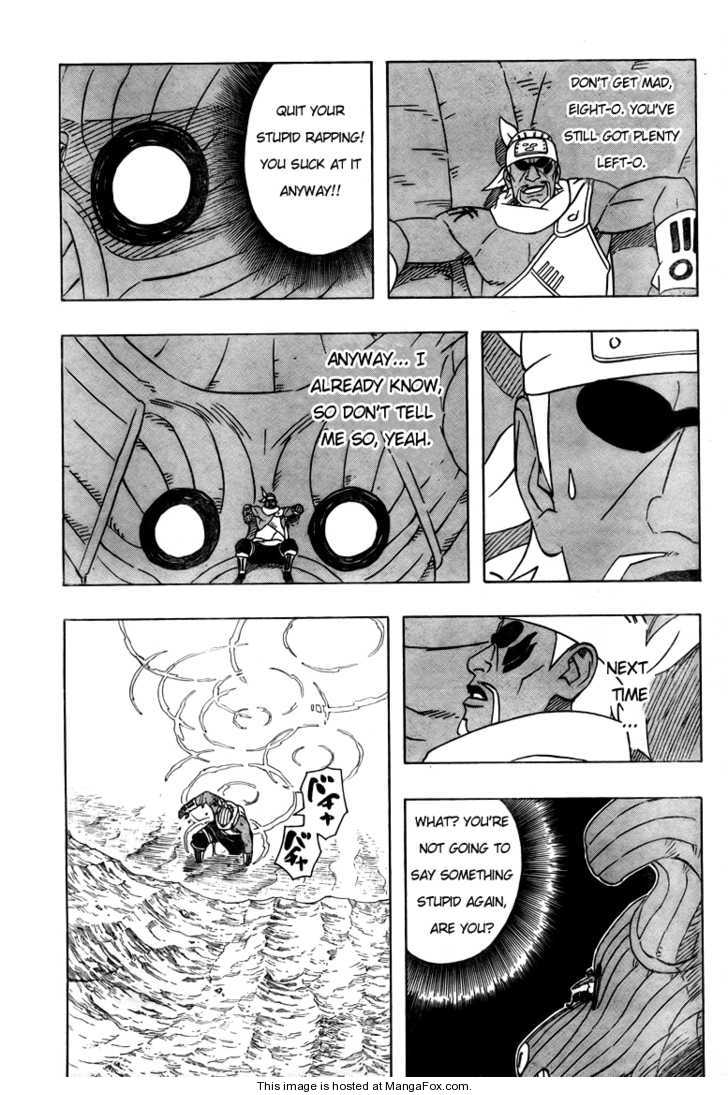 DON'T GET MAD,
EIGHT-O. YOU'VE
STILL GOT PLENTY
LEFT-O.
QUIT YOUR
STUPID RAPPING!
YOU SUCK AT IT
ANYWAY!!
ANYWAY... I
ALREADY KNOW,
SO DON'T TELL
ME SO, YEAH.
NEXT
TIME
...
WHAT? YOU'RE
NOT GOING TO
SAY SOMETHING
STUPID AGAIN,
ARE YOU?
バチャ
バチャ
This image is hosted at MangaFox.com.